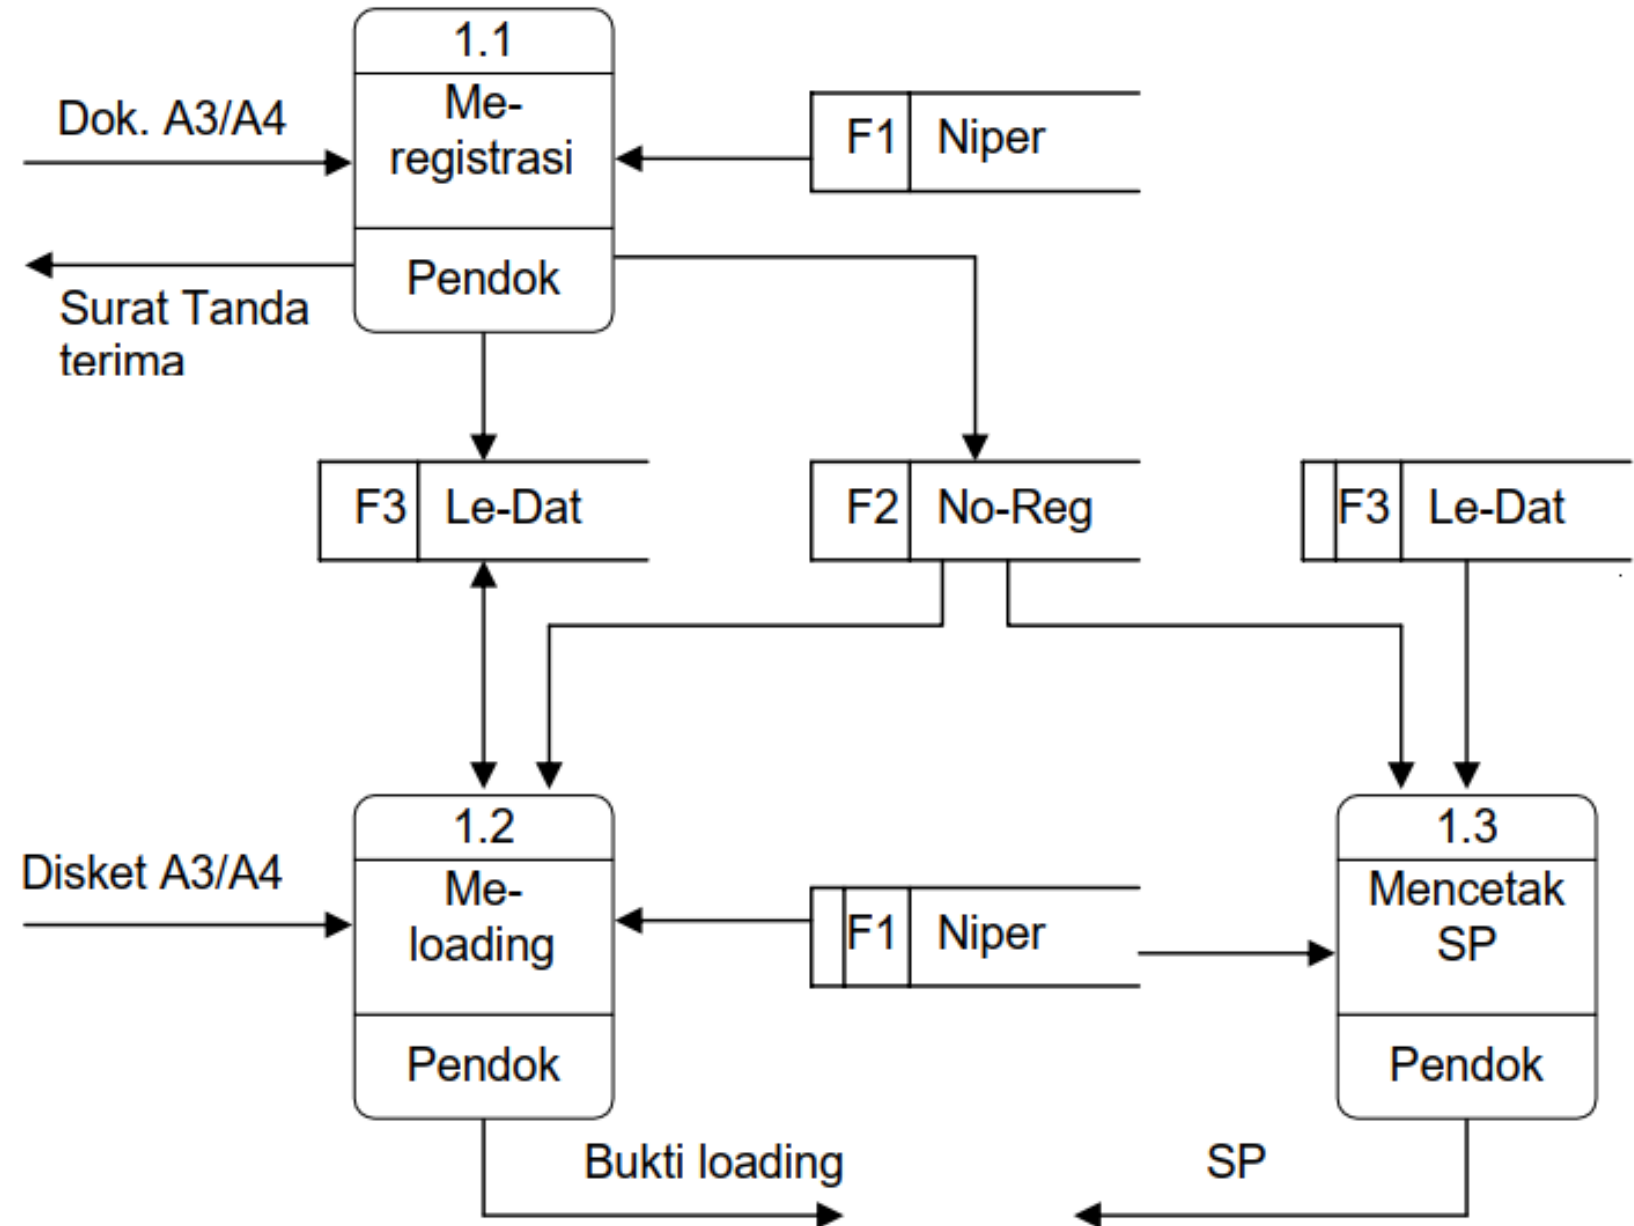 1.1
Dok. A3/A4
Me-
registrasi
F1 Niper
Pendok
Surat Tanda
terima
F3 Le-Dat
F2 No-Reg
F3 Le-Dat
1.2
1.3
Disket A3/A4
Me-
loading
F1 Niper
Mencetak
SP
Pendok
Pendok
Bukti loading
SP